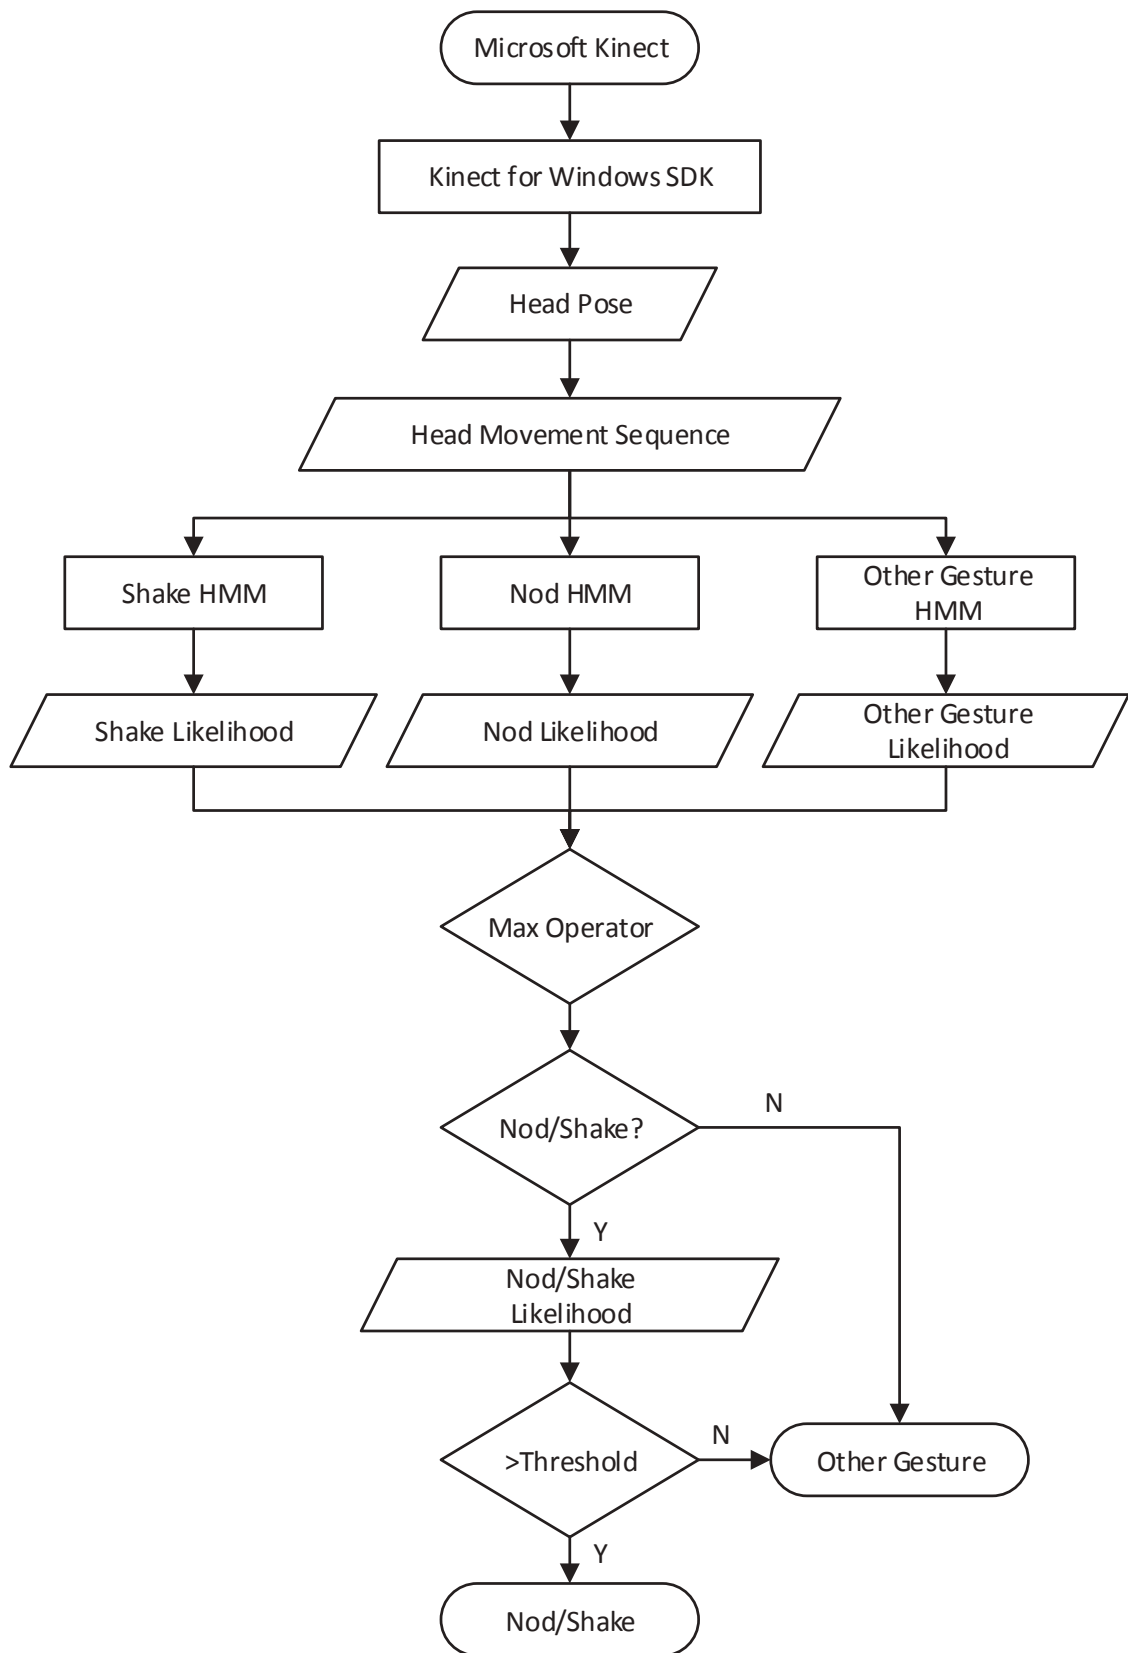 Microsoft Kinect
Kinect for Windows SDK
Head Pose
Head Movement Sequence
Shake HMM
Nod HMM
Other Gesture
HMM
Shake Likelihood
Nod Likelihood
Other Gesture
Likelihood
Max Operator
Nod/Shake?
N
Y
Nod/Shake
Likelihood
>Threshold
N
Other Gesture
Y
Nod/Shake